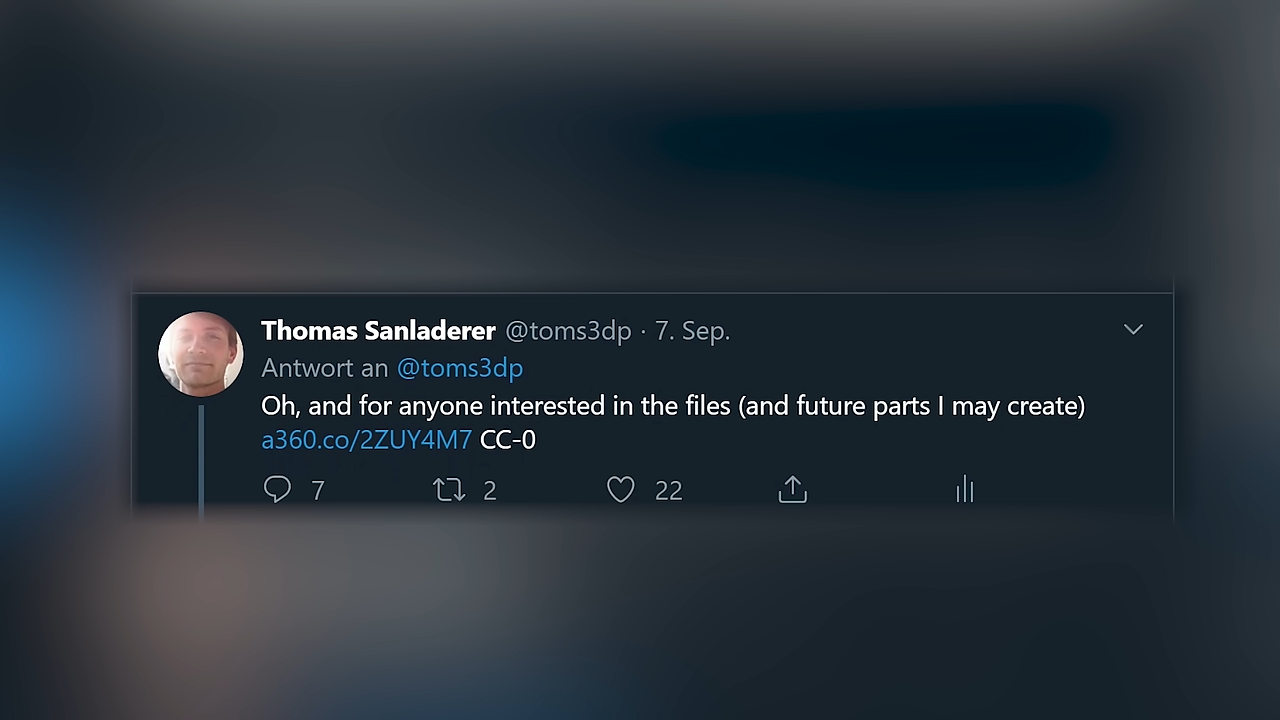 Thomas Sanladerer @toms3dp · 7. Sep.
Antwort an @toms3dp
Oh, and for anyone interested in the files (and future parts I may create)
a360.co/2ZUY4M7 CC-0
7 2 22